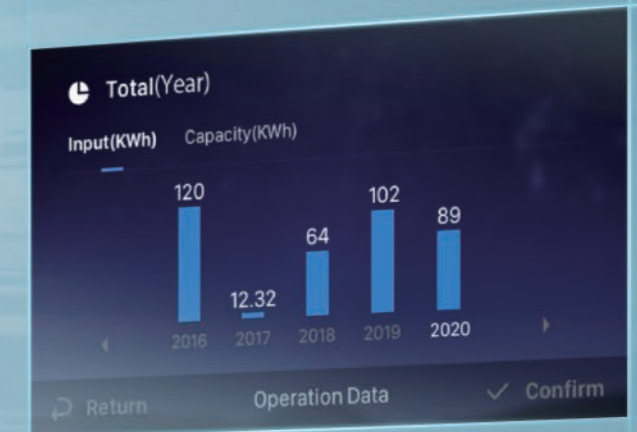 Total(Year)
Input(KWh) Capacity(KWh)
120
12.32
64
102
89
2016 2017 2018 2019 2020
Return Operation Data Confirm